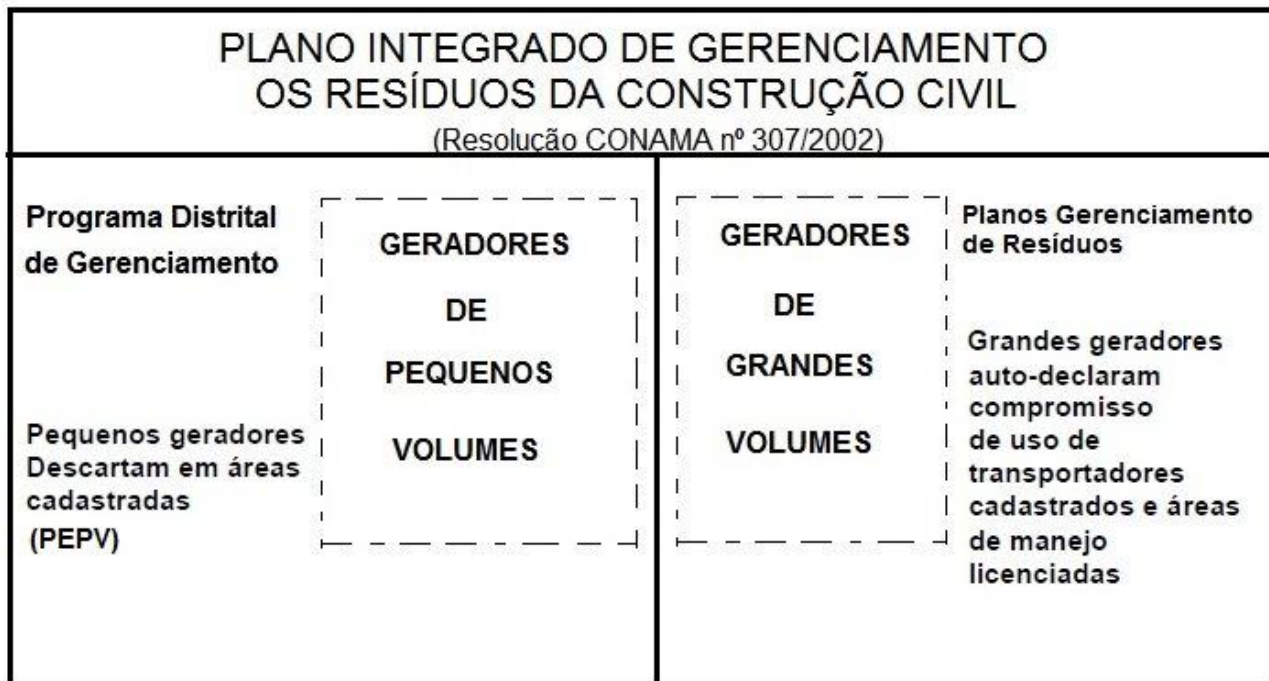 PLANO INTEGRADO DE GERENCIAMENTO
OS RESÍDUOS DA CONSTRUÇÃO CIVIL
(Resolução CONAMA nº 307/2002)
Programa Distrital
de Gerenciamento
Pequenos geradores
Descartam em áreas
cadastradas
(PEPV)
GERADORES
DE
PEQUENOS
VOLUMES
GERADORES
DE
GRANDES
VOLUMES
Planos Gerenciamento
de Resíduos
Grandes geradores
auto-declaram
compromisso
de uso de
transportadores
cadastrados e áreas
de manejo
licenciadas